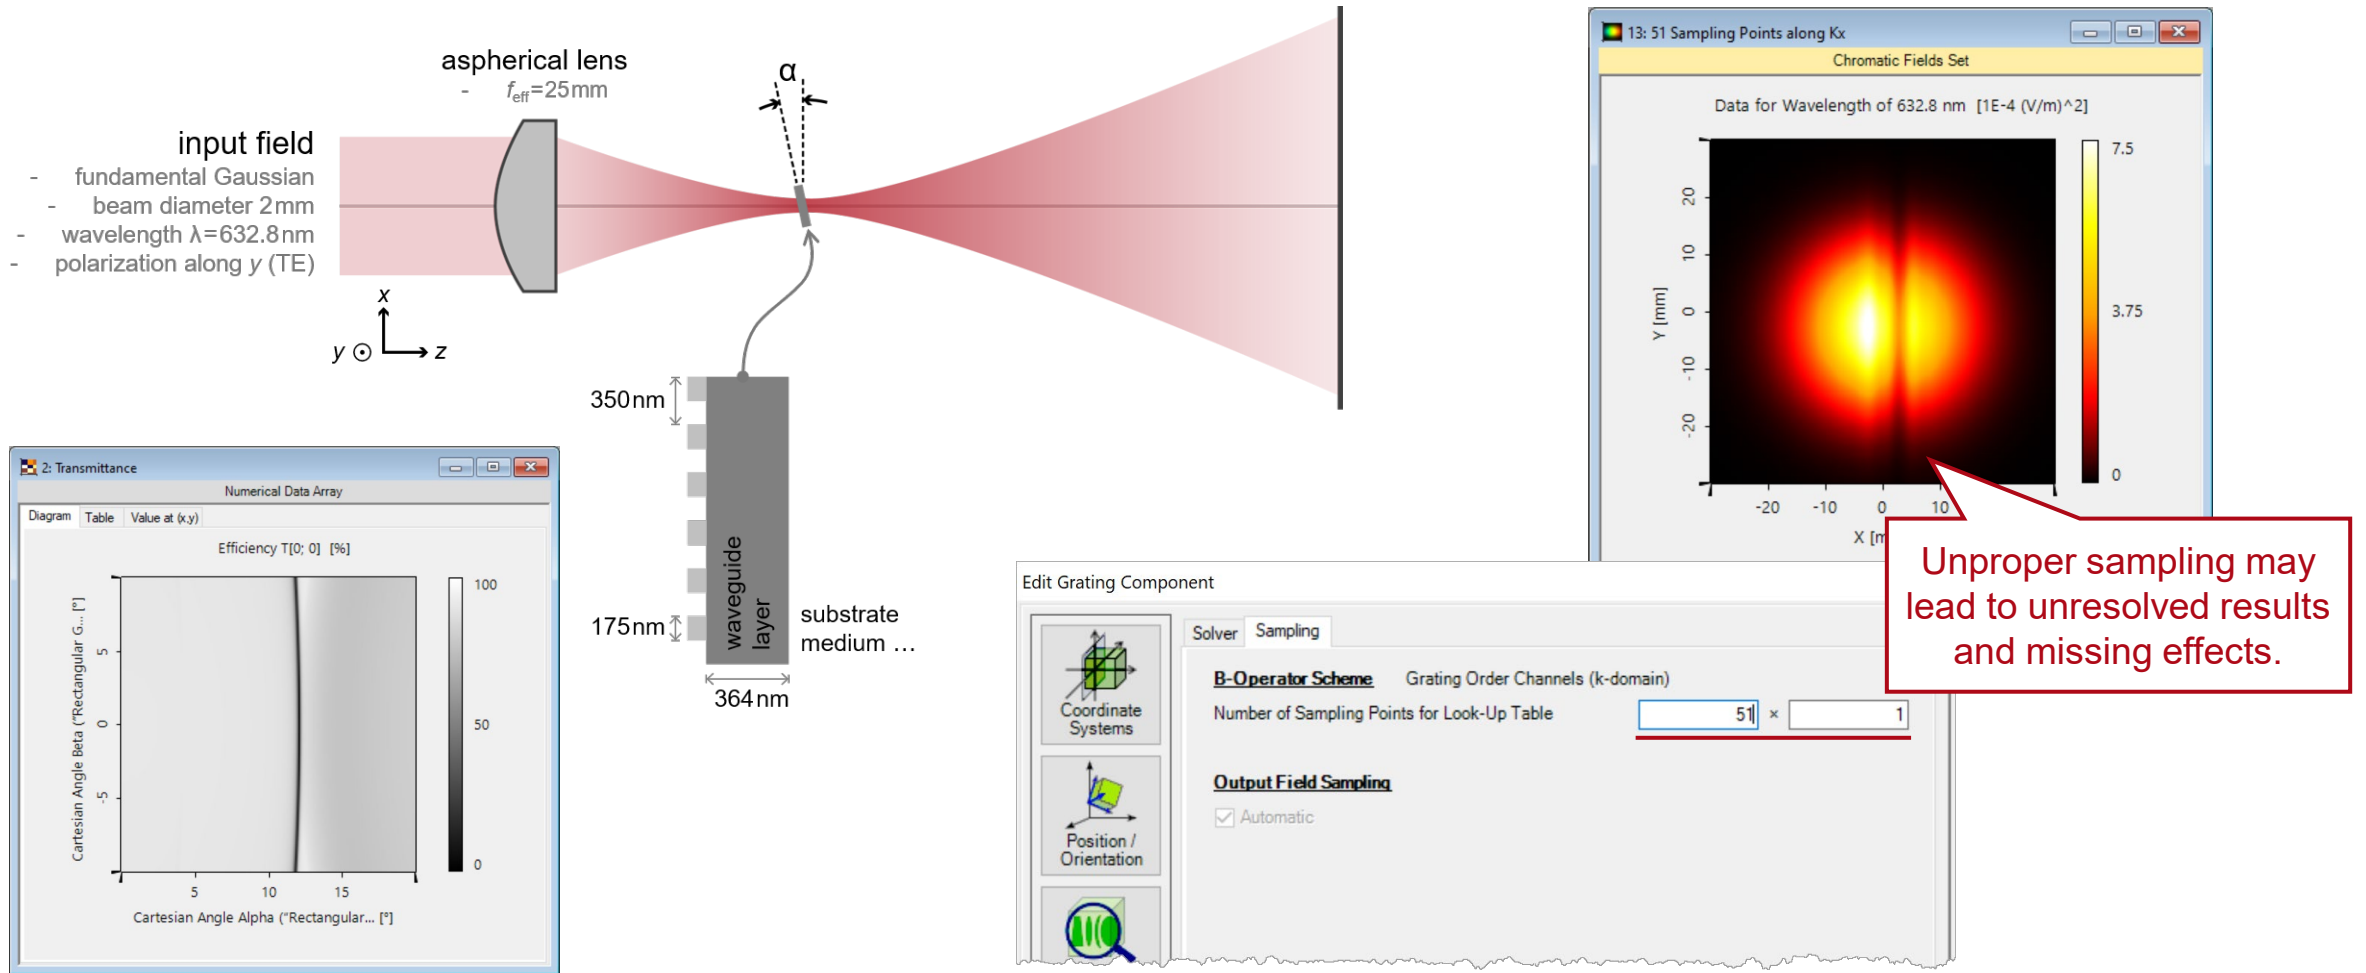 aspherical lens
- feff=25mm
α
input field
- fundamental Gaussian
- beam diameter 2mm
- wavelength λ=632.8nm
- polarization along y (TE)
x
y
z
350nm
175nm
waveguide
layer
364nm
substrate
medium …
2: Transmittance
Numerical Data Array
Diagram Table Value at (x,y)
Efficiency T[0; 0] [%]
Cartesian Angle Beta ("Rectangular G... [°]
5
0
-5
5 10 15
Cartesian Angle Alpha ("Rectangular... [°]
100
50
0
13: 51 Sampling Points along Kx
Chromatic Fields Set
Data for Wavelength of 632.8 nm [1E-4 (V/m)^2]
Y [mm]
20
10
0
-10
-20
-20 -10 0 10
X [m
7.5
3.75
0
Unproper sampling may
lead to unresolved results
and missing effects.
Edit Grating Component
Coordinate
Systems
Position /
Orientation
Solver Sampling
B-Operator Scheme Grating Order Channels (k-domain)
Number of Sampling Points for Look-Up Table 51 × 1
Output Field Sampling
Automatic